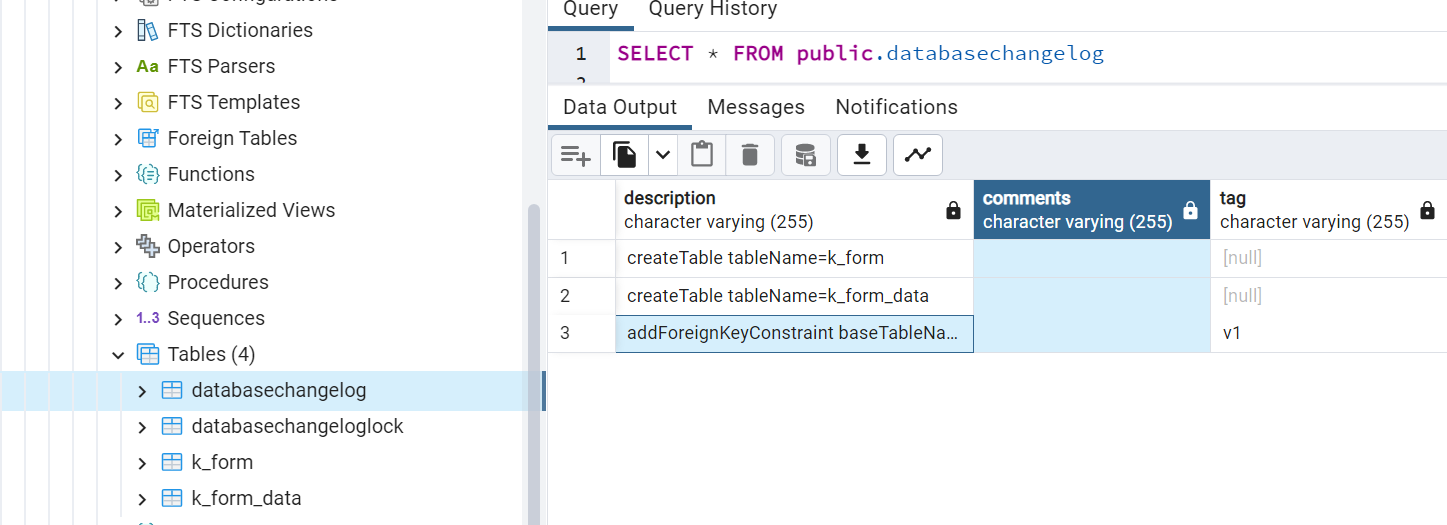 FTS Configurations
FTS Dictionaries
Aa FTS Parsers
FTS Templates
Foreign Tables
Functions
Materialized Views
Operators
Procedures
1..3 Sequences
Tables (4)
databasechangelog
databasechangeloglock
k_form
k_form_data
Query Query History
1 SELECT * FROM public.databasechangelog
2
Data Output Messages Notifications
description comments tag
character varying (255) character varying (255) character varying (255)
1 createTable tableName=k_form [null]
2 createTable tableName=k_form_data [null]
3 addForeignKeyConstraint baseTableNa... v1